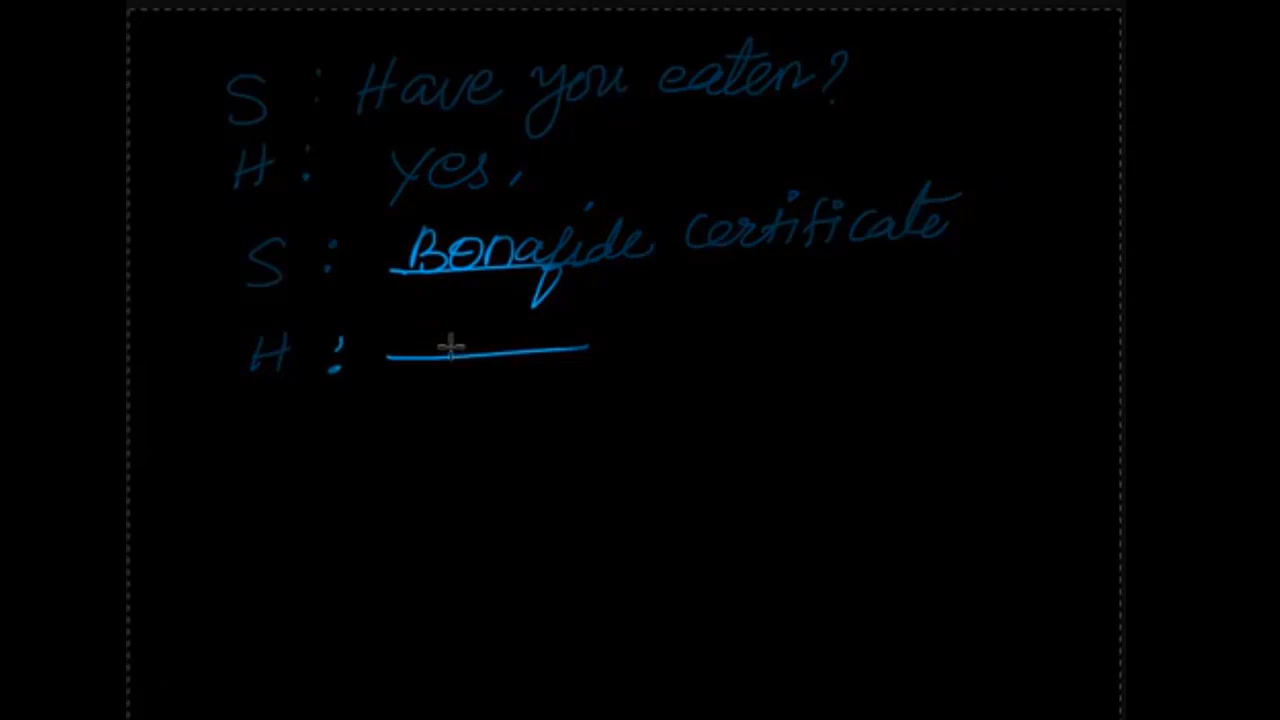 S : Have you eaten?
H : Yes,
S : Bonafide certificate
H :